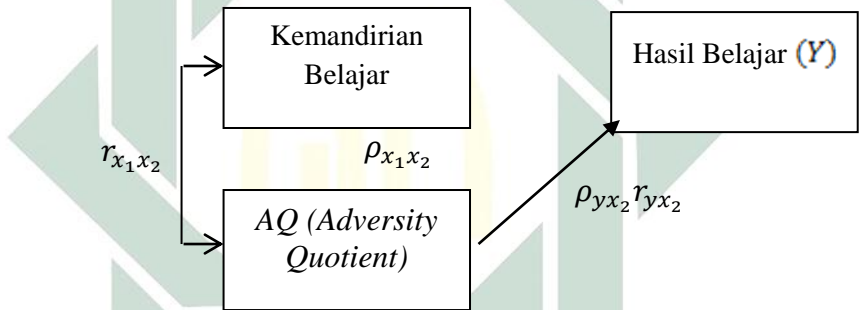 Kemandirian
Belajar
Hasil Belajar (Y)
r_{x_1x_2}
ρ_{x_1x_2}
AQ (Adversity
Quotient)
ρ_{yx_2}r_{yx_2}